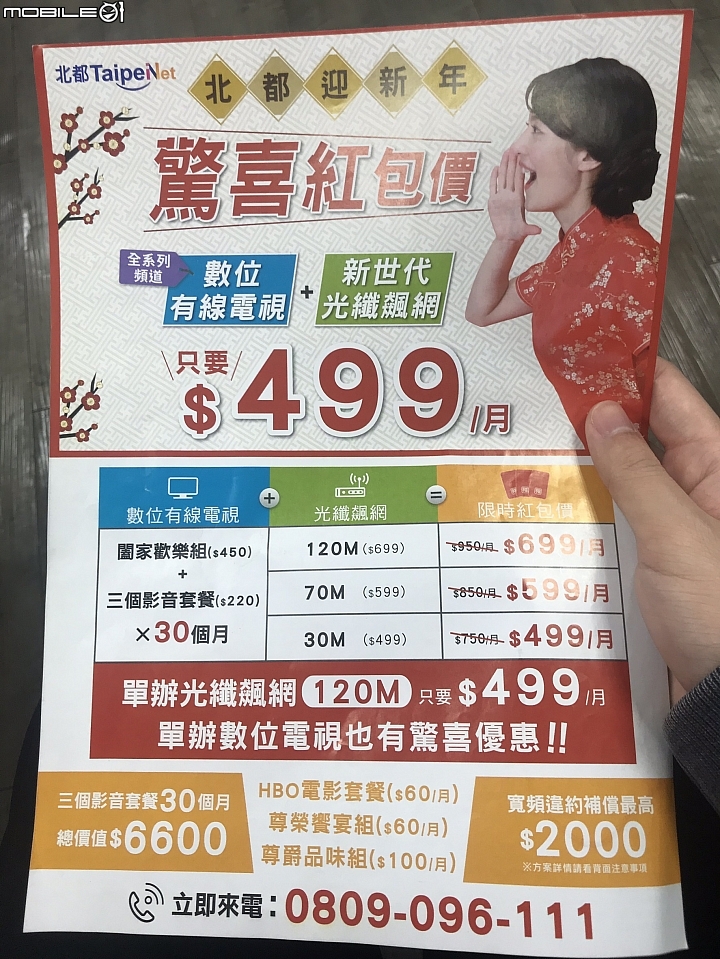 MOBILE01
北都TaipeiNet
北都迎新年
驚喜紅包價
全系列
頻道
數位
有線電視
+
新世代
光纖飆網
只要
$499/月
數位有線電視 + 光纖飆網 = 限時紅包價
闔家歡樂組($450)
+
三個影音套餐($220)
×30個月
120M ($699) $950/月 $699/月
70M ($599) $850/月 $599/月
30M ($499) $750/月 $499/月
單辦光纖飆網 120M 只要 $499/月
單辦數位電視也有驚喜優惠!!
三個影音套餐30個月
總價值$6600
HBO電影套餐($60/月)
尊榮饗宴組($60/月)
尊爵品味組($100/月)
寬頻違約補償最高
$2000
※方案詳情請看背面注意事項
立即來電:0809-096-111